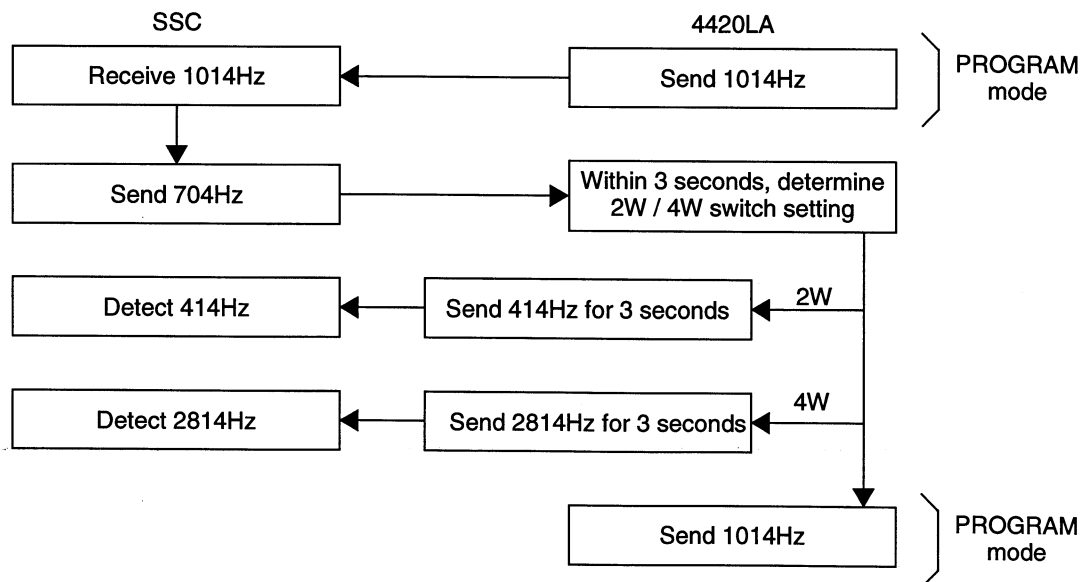 SSC
4420LA
Receive 1014Hz
Send 1014Hz
PROGRAM
mode
Send 704Hz
Within 3 seconds, determine
2W / 4W switch setting
Detect 414Hz
Send 414Hz for 3 seconds
2W
Detect 2814Hz
Send 2814Hz for 3 seconds
4W
Send 1014Hz
PROGRAM
mode